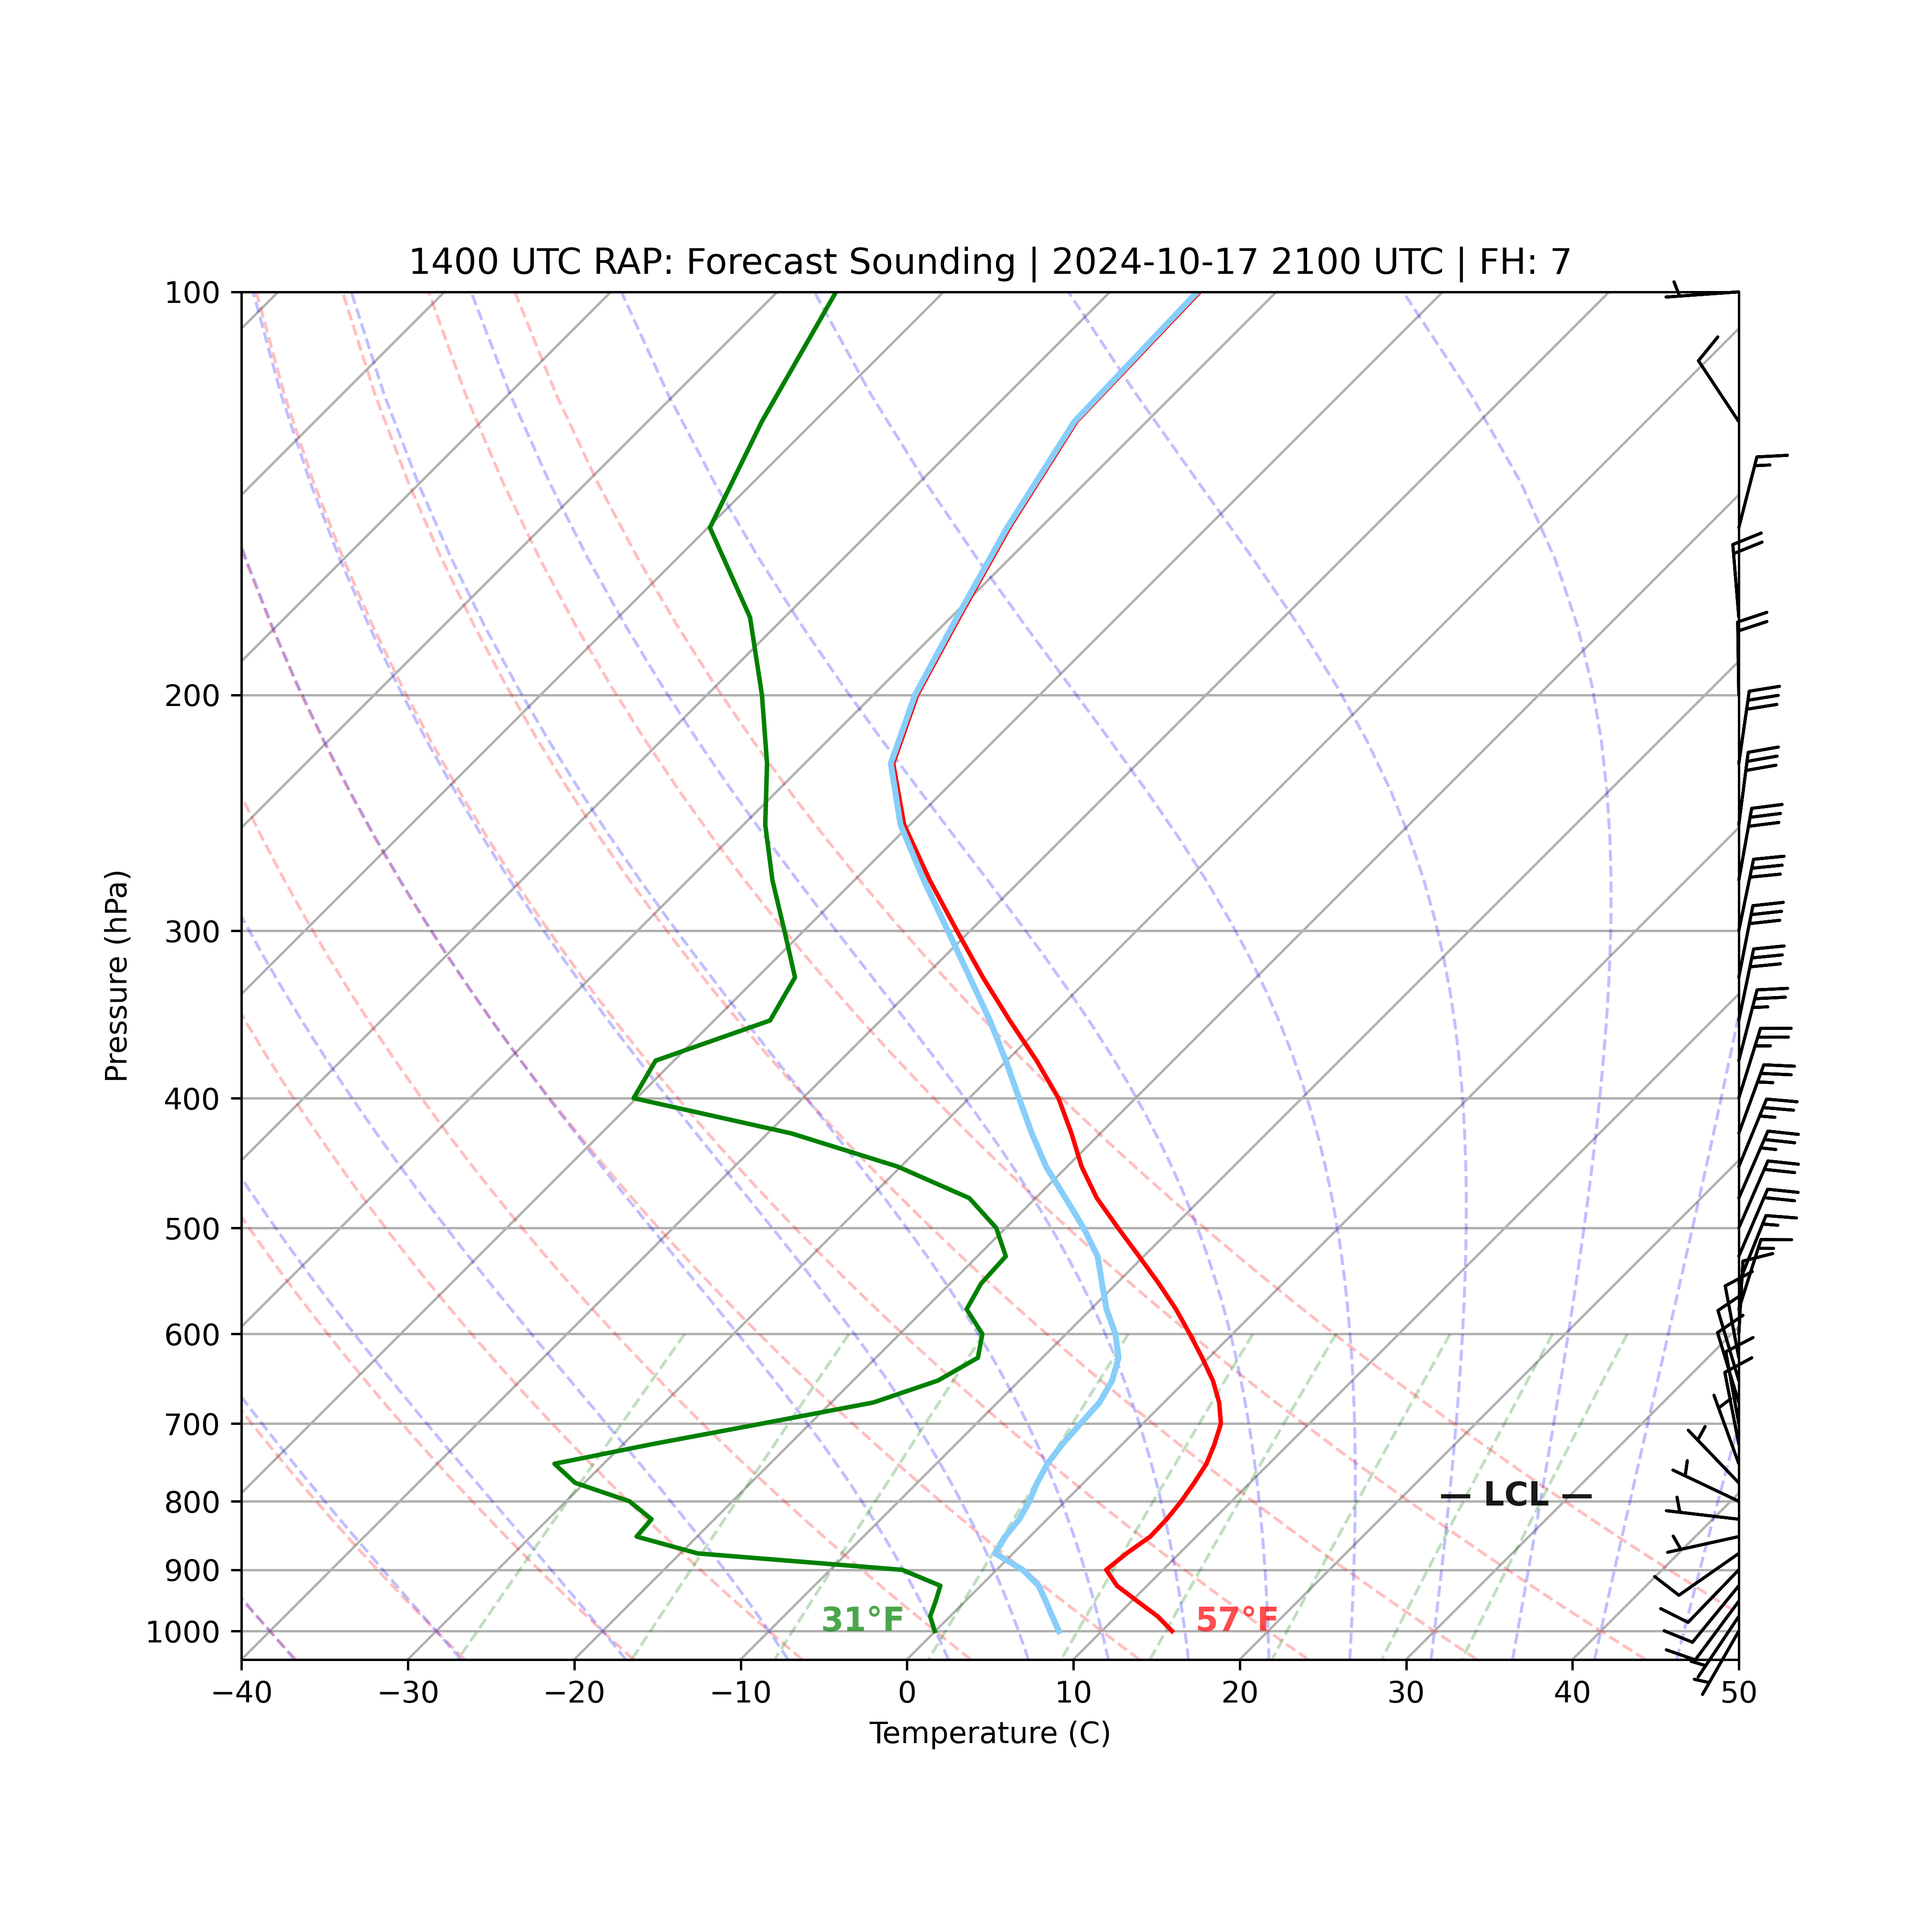 1400 UTC RAP: Forecast Sounding | 2024-10-17 2100 UTC | FH: 7
100
200
300
400
500
600
700
800
900
1000
Pressure (hPa)
— LCL —
31°F
57°F
−40 −30 −20 −10 0 10 20 30 40 50
Temperature (C)